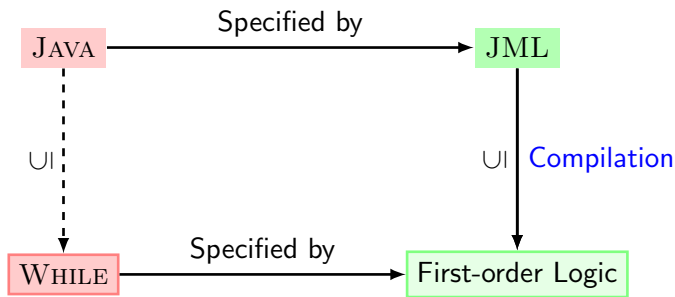 Specified by
JAVA
JML
∪I
∪I Compilation
Specified by
WHILE
First-order Logic